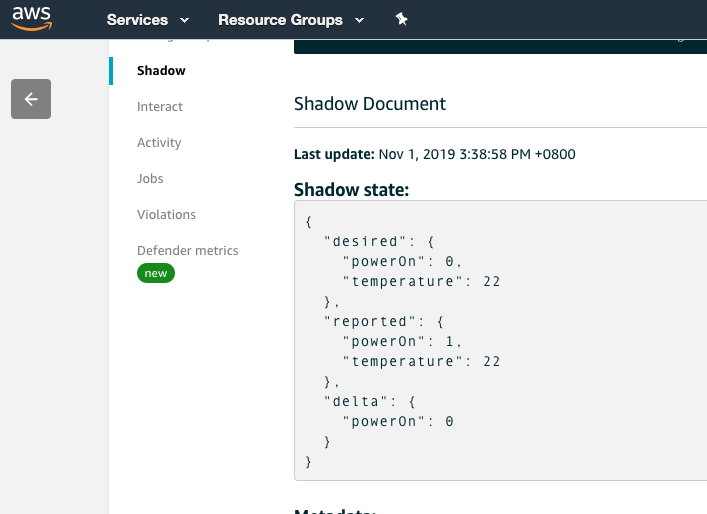 aws
Services
Resource Groups
Shadow
Interact
Activity
Jobs
Violations
Defender metrics
new
Shadow Document
Last update: Nov 1, 2019 3:38:58 PM +0800
Shadow state:
{
"desired": {
"powerOn": 0,
"temperature": 22
},
"reported": {
"powerOn": 1,
"temperature": 22
},
"delta": {
"powerOn": 0
}
}